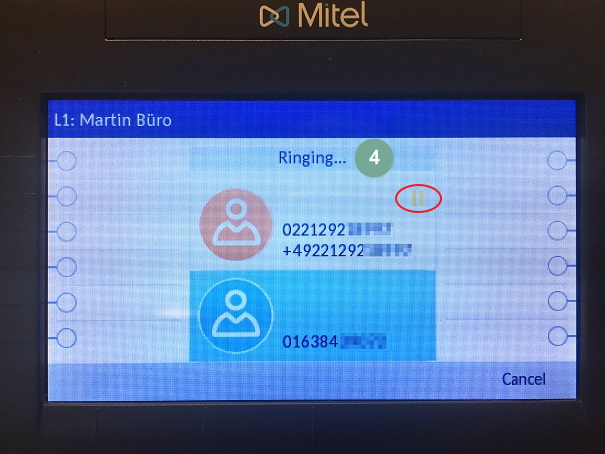 Mitel
L1: Martin Büro
Ringing... 4
0221292
+49221292
016384
Cancel